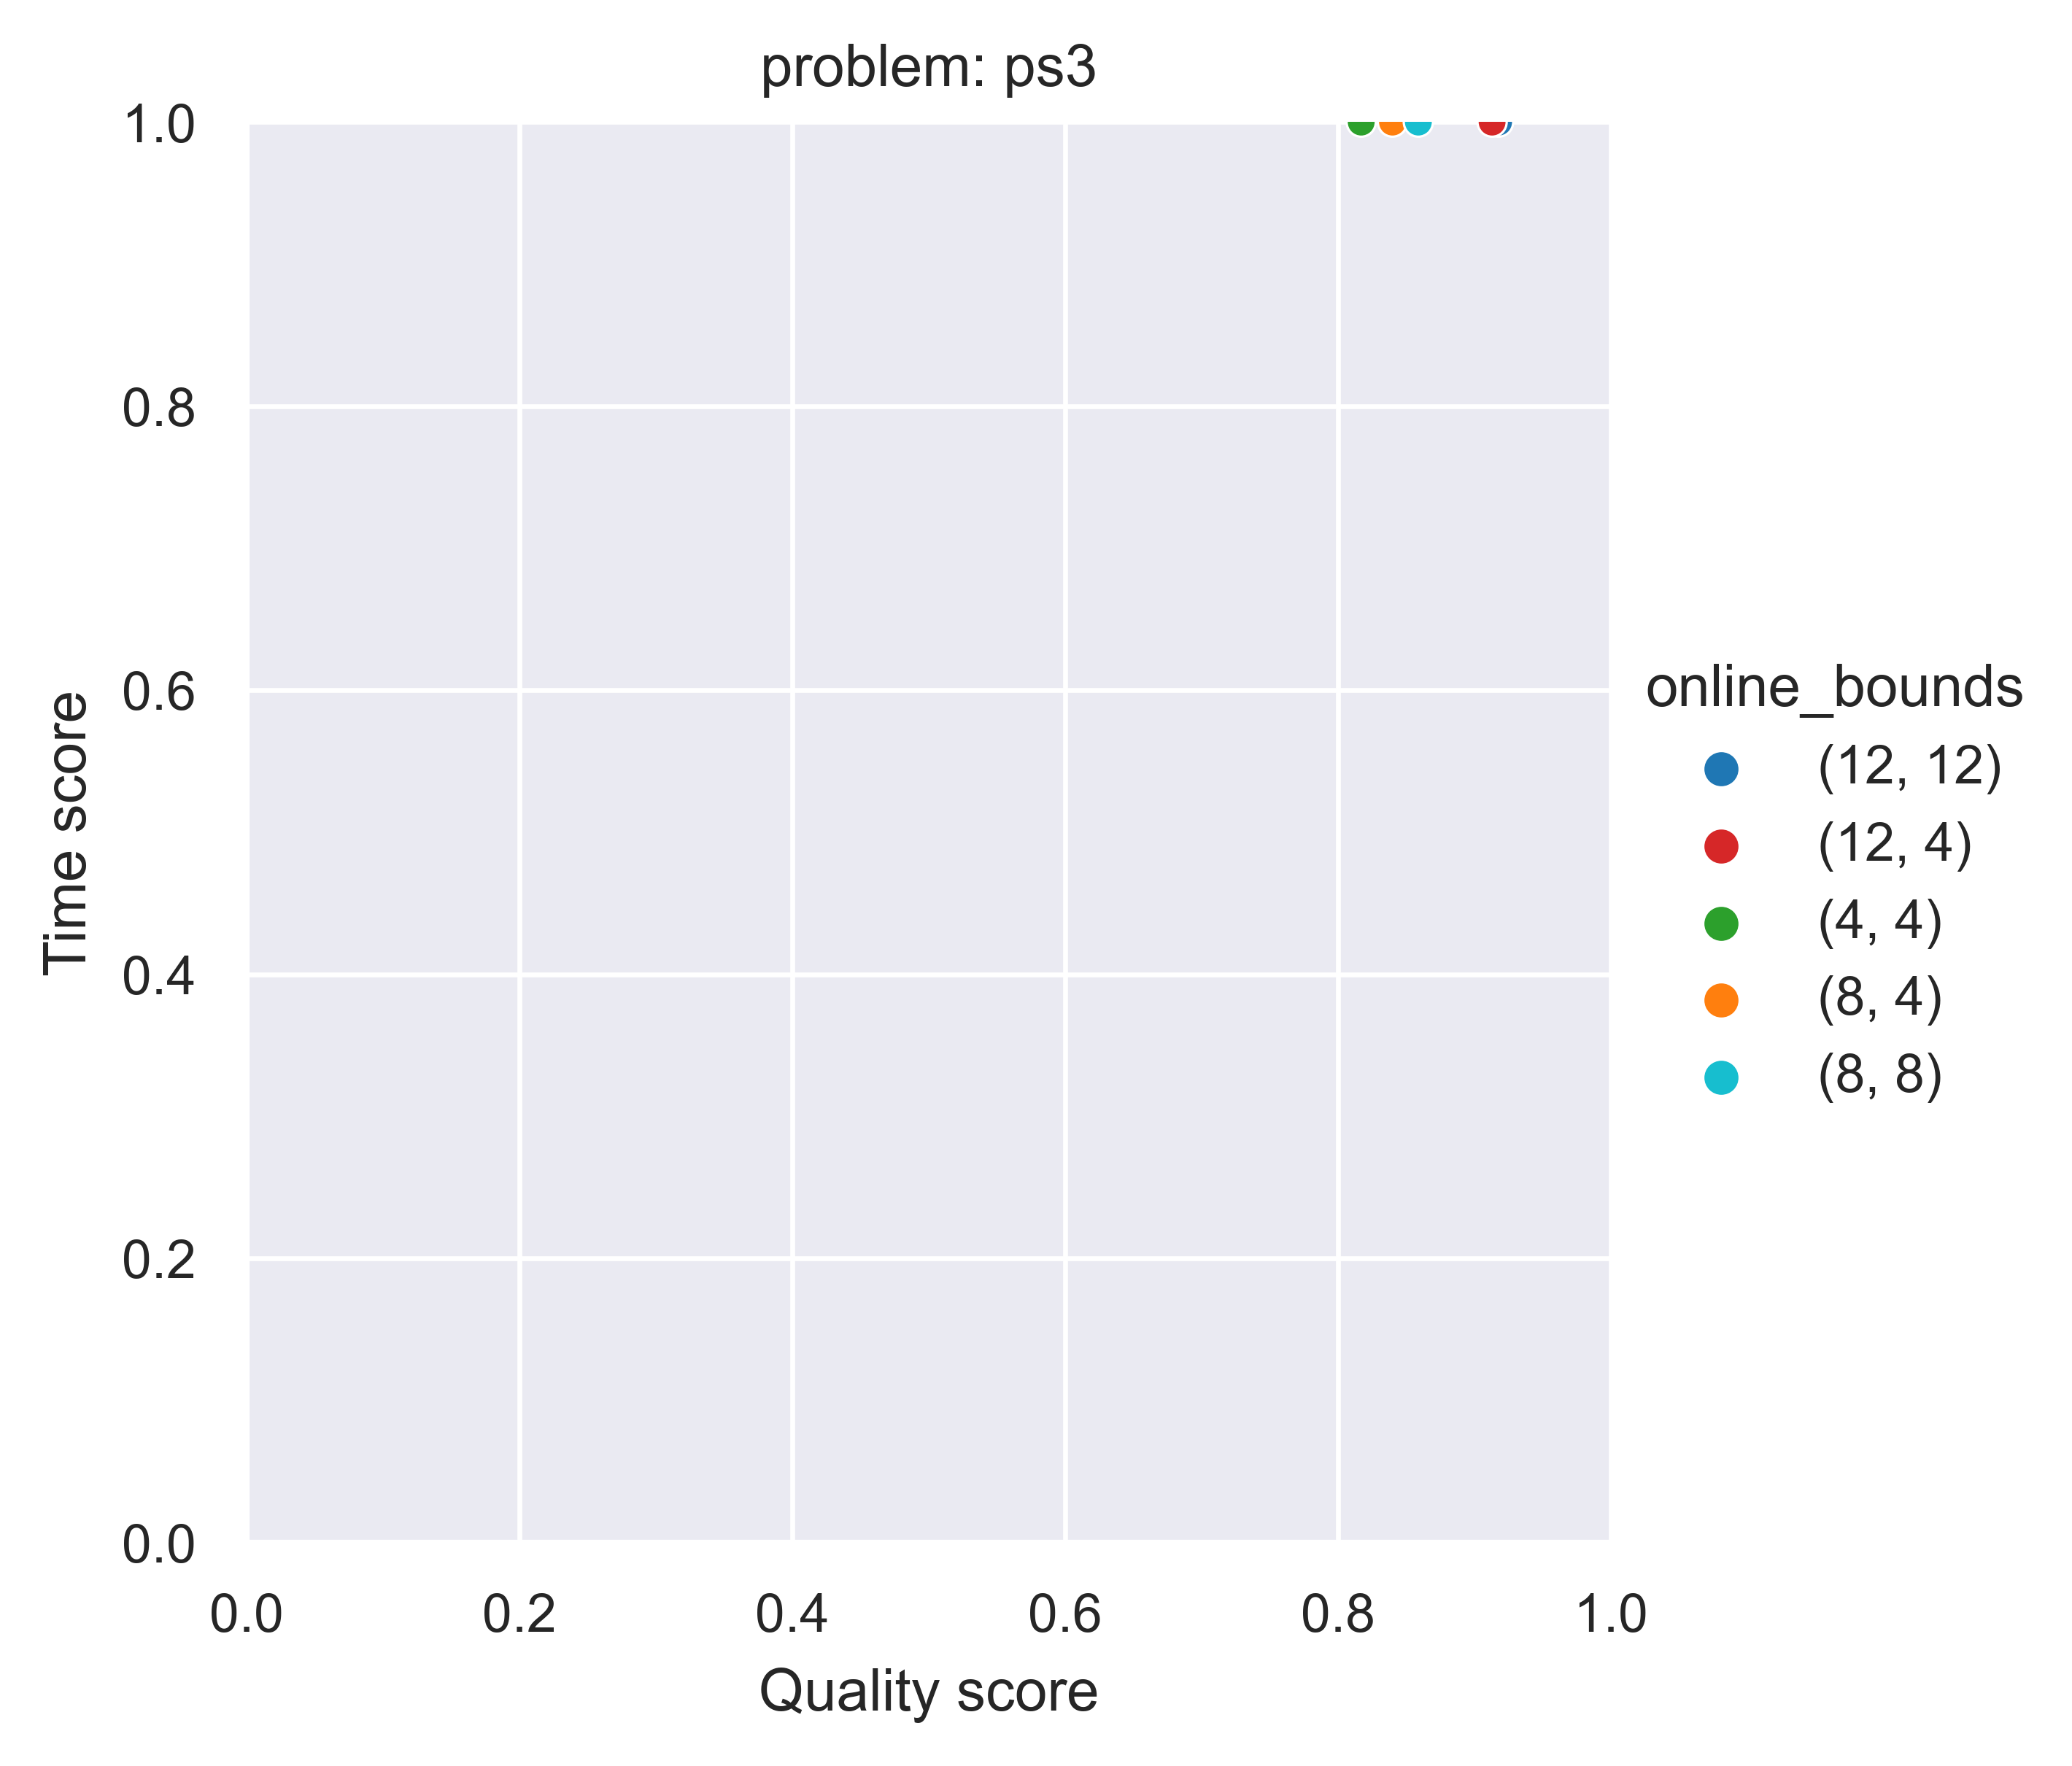 problem: ps3
1.0
0.8
0.6
0.4
0.2
0.0
Time score
0.0 0.2 0.4 0.6 0.8 1.0
Quality score
online_bounds
(12, 12)
(12, 4)
(4, 4)
(8, 4)
(8, 8)